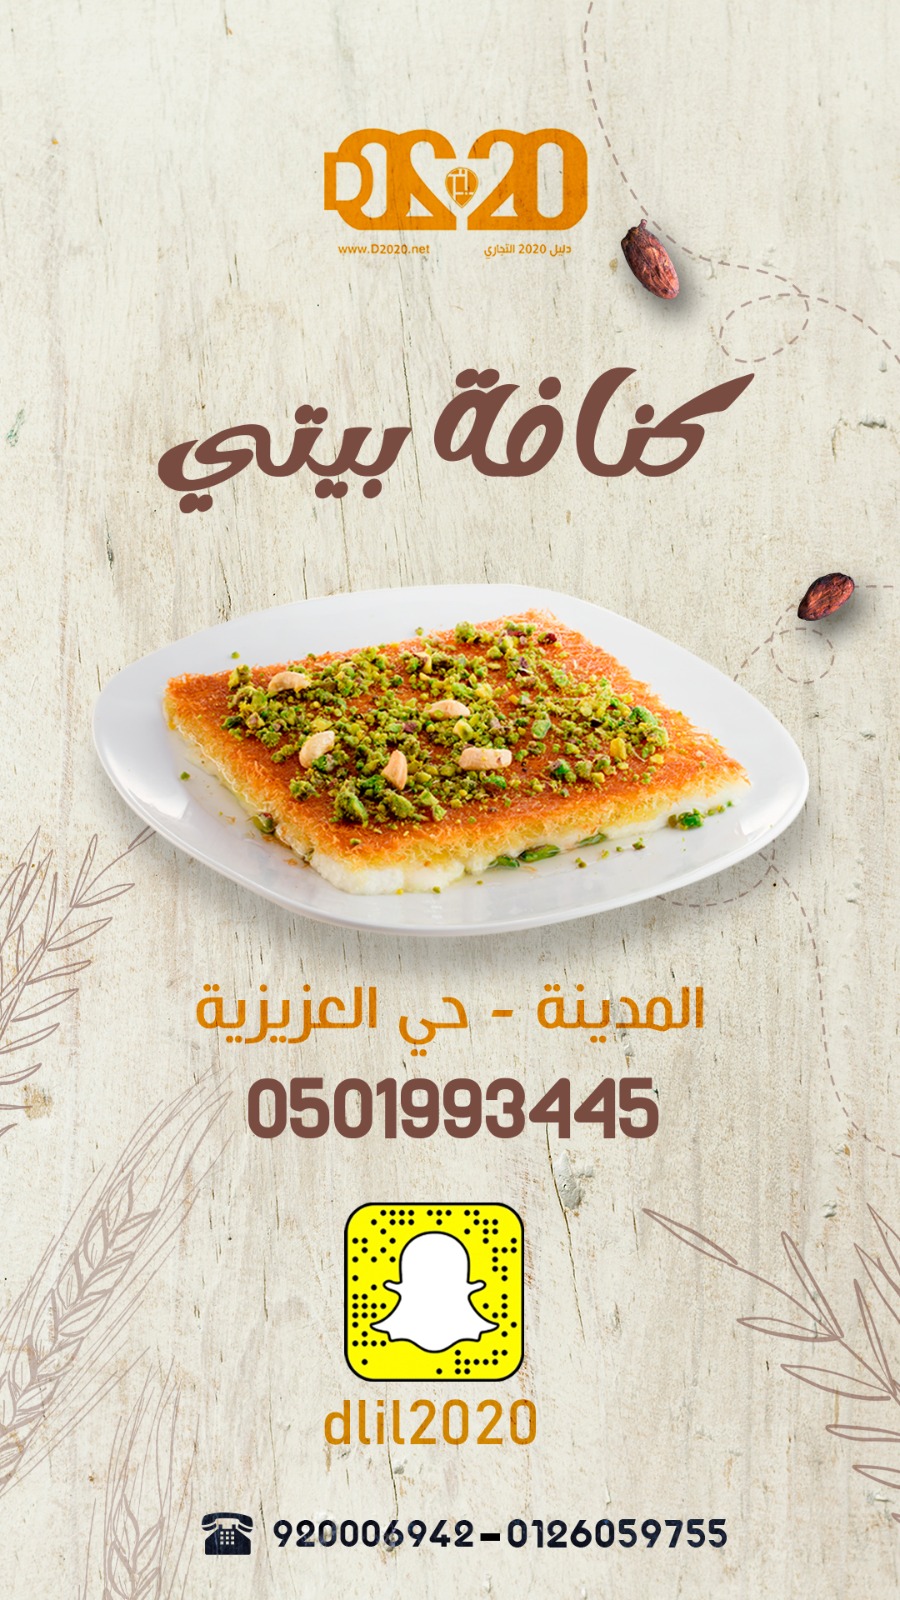 D2020
www.D2020.net دليل 2020 التجاري
كنافة بيتي
المدينة - حي العزيزية
0501993445
dlil2020
920006942-0126059755